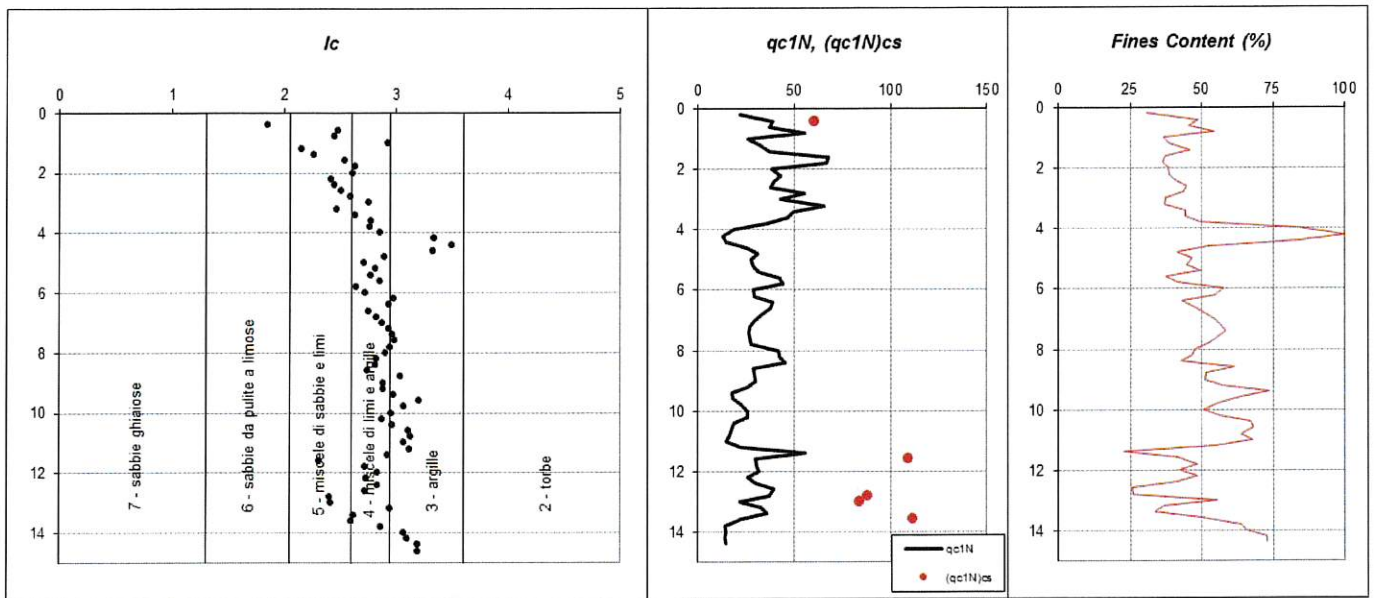 Ic
0 1 2 3 4 5
0
2
4
6
8
10
12
14
7 - sabbie ghiaiose
6 - sabbie da pulite a limose
5 - miscele di sabbie e limi
4 - miscele di limi e argille
3 - argille
2 - torbe
qc1N, (qc1N)cs
0 50 100 150
0
2
4
6
8
10
12
14
qc1N
(qc1N)cs
Fines Content (%)
0 25 50 75 100
0
2
4
6
8
10
12
14